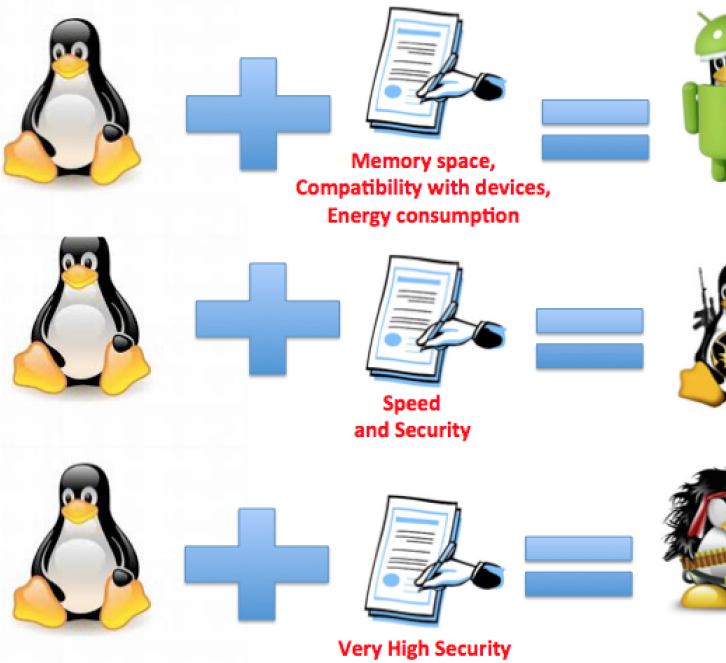 Memory space,
Compatibility with devices,
Energy consumption
Speed
and Security
Very High Security